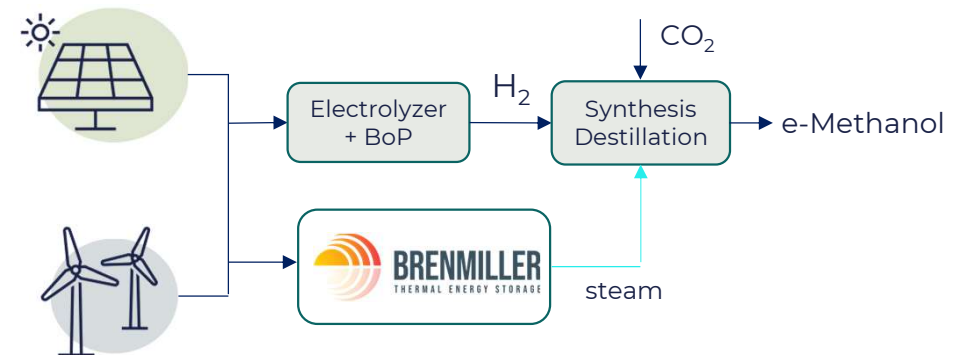 CO₂
H₂
Electrolyzer
+ BoP
Synthesis
Destillation
e-Methanol
BRENMILLER
THERMAL ENERGY STORAGE
steam